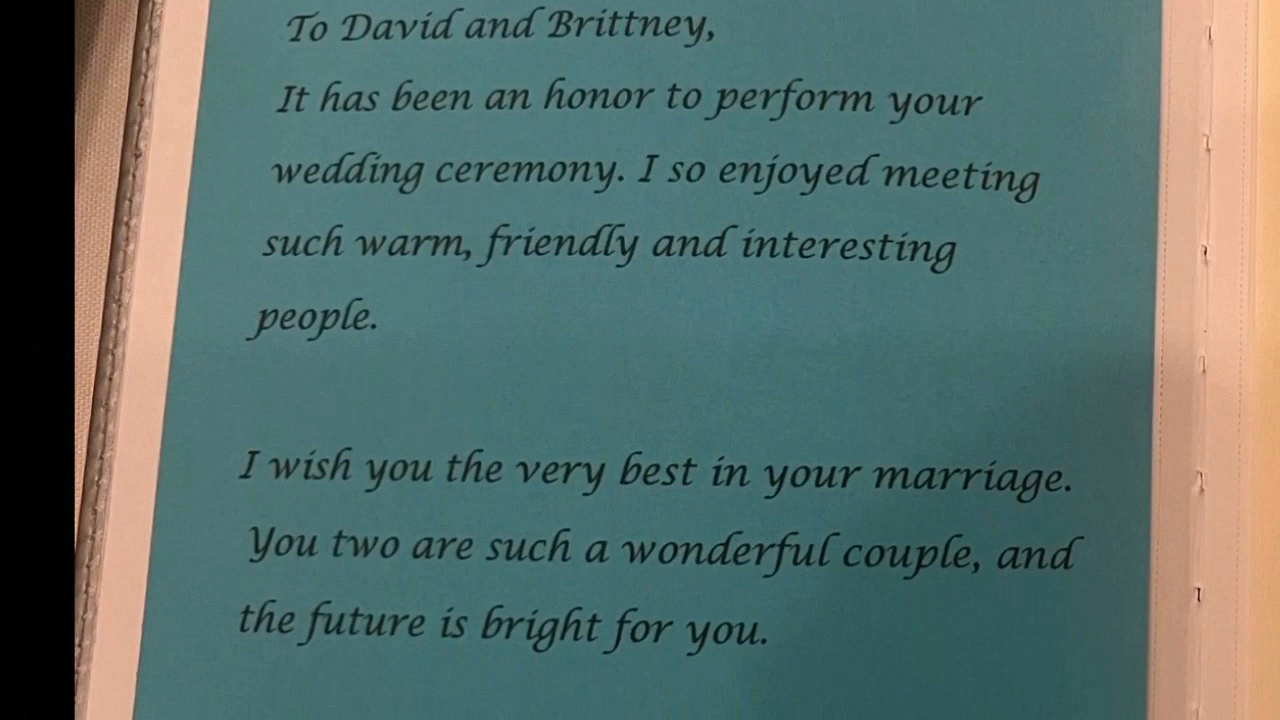 To David and Brittney,
It has been an honor to perform your
wedding ceremony. I so enjoyed meeting
such warm, friendly and interesting
people.
I wish you the very best in your marriage.
You two are such a wonderful couple, and
the future is bright for you.